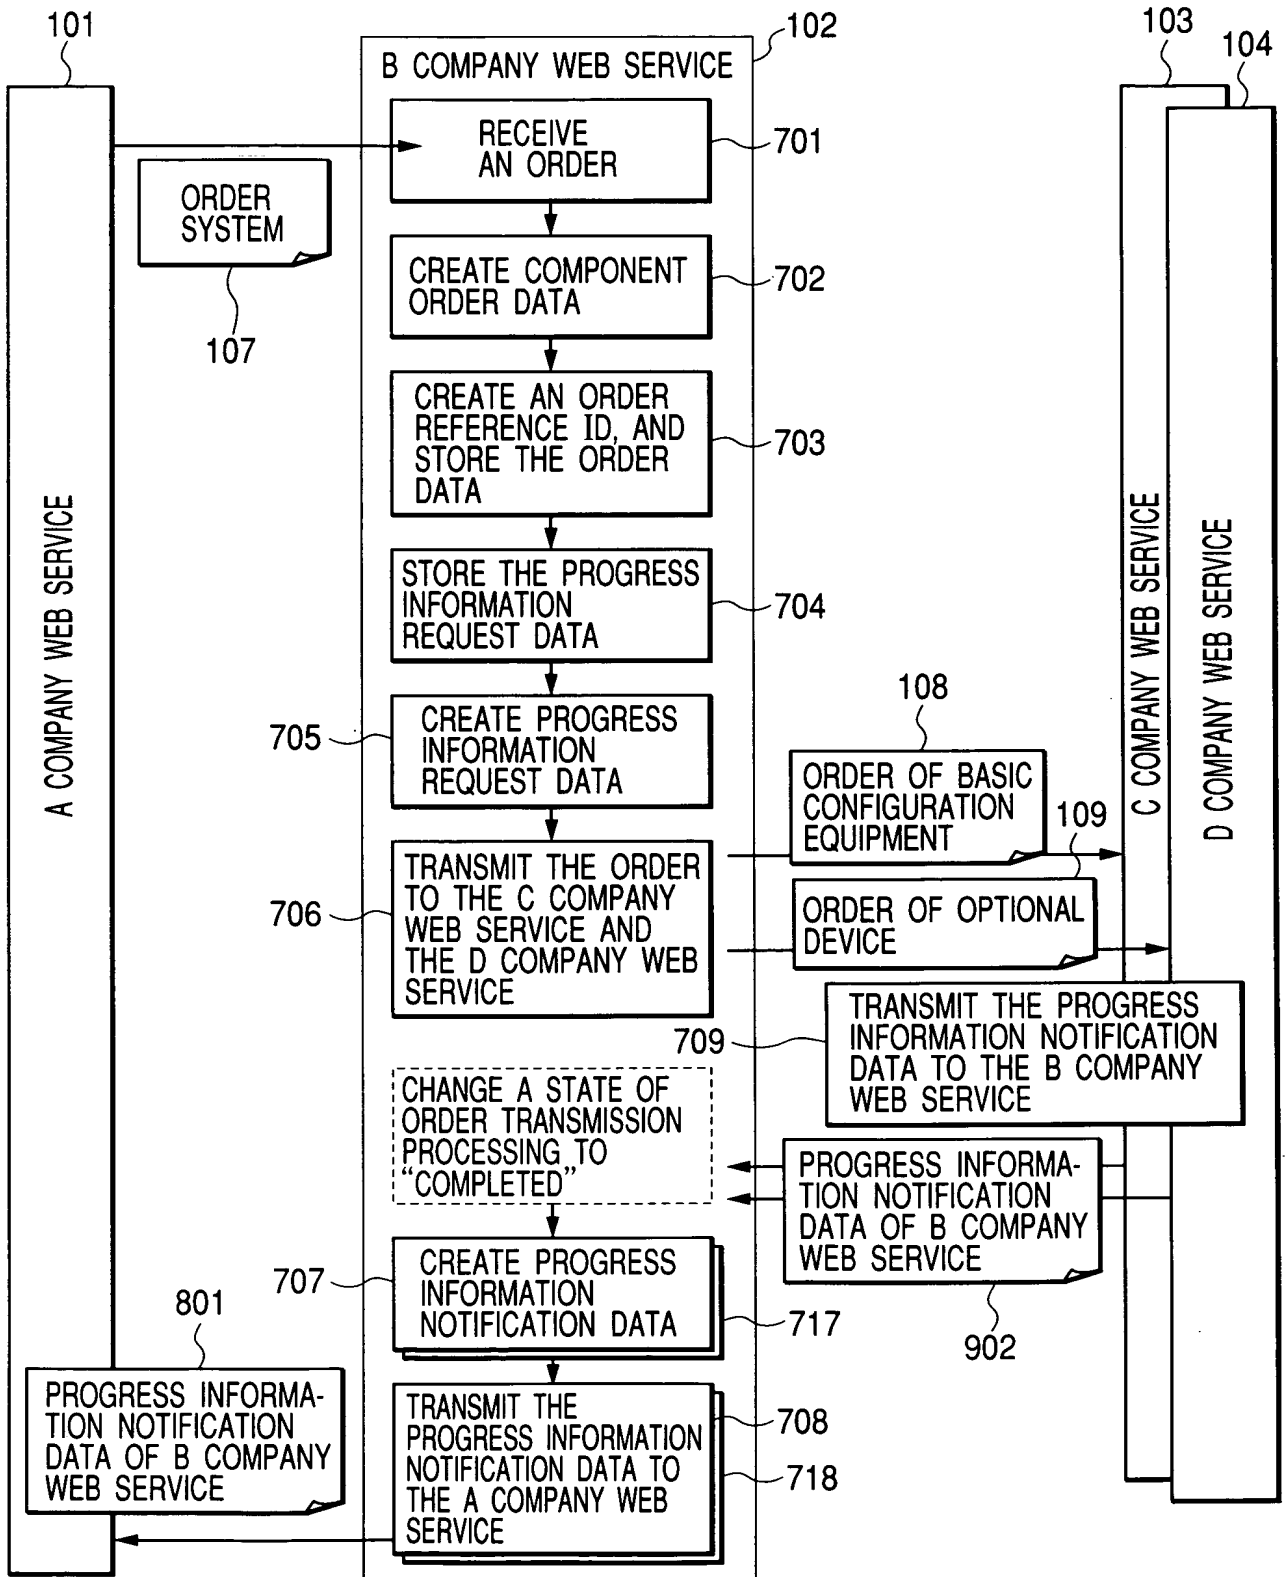 101
102
103
104
B COMPANY WEB SERVICE
RECEIVE
AN ORDER
701
ORDER
SYSTEM
107
CREATE COMPONENT
ORDER DATA
702
CREATE AN ORDER
REFERENCE ID, AND
STORE THE ORDER
DATA
703
A COMPANY WEB SERVICE
C COMPANY WEB SERVICE
D COMPANY WEB SERVICE
STORE THE PROGRESS
INFORMATION
REQUEST DATA
704
705
CREATE PROGRESS
INFORMATION
REQUEST DATA
108
ORDER OF BASIC
CONFIGURATION
EQUIPMENT
109
706
TRANSMIT THE ORDER
TO THE C COMPANY
WEB SERVICE AND
THE D COMPANY WEB
SERVICE
ORDER OF OPTIONAL
DEVICE
709
TRANSMIT THE PROGRESS
INFORMATION NOTIFICATION
DATA TO THE B COMPANY
WEB SERVICE
CHANGE A STATE OF
ORDER TRANSMISSION
PROCESSING TO
“COMPLETED”
PROGRESS INFORMA-
TION NOTIFICATION
DATA OF B COMPANY
WEB SERVICE
902
707
CREATE PROGRESS
INFORMATION
NOTIFICATION DATA
717
801
PROGRESS INFORMA-
TION NOTIFICATION
DATA OF B COMPANY
WEB SERVICE
TRANSMIT THE
PROGRESS INFORMATION
NOTIFICATION DATA TO
THE A COMPANY WEB
SERVICE
708
718